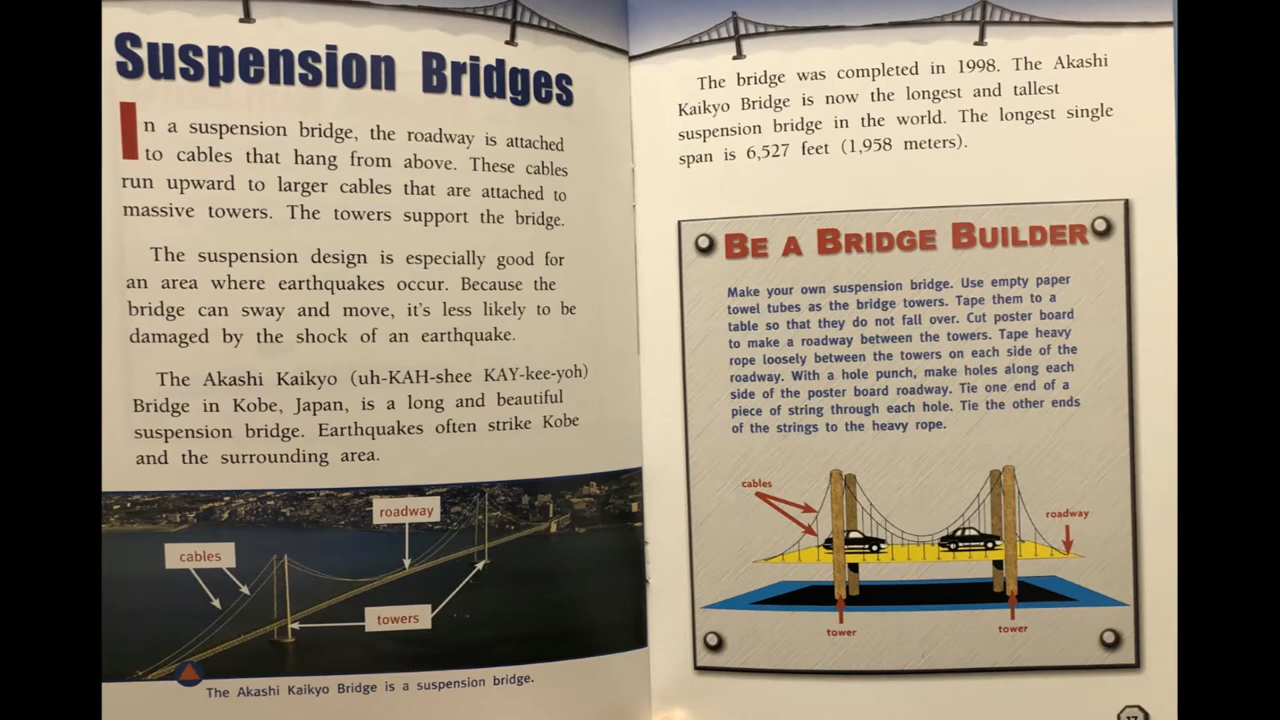 Suspension Bridges
In a suspension bridge, the roadway is attached
to cables that hang from above. These cables
run upward to larger cables that are attached to
massive towers. The towers support the bridge.
The suspension design is especially good for
an area where earthquakes occur. Because the
bridge can sway and move, it's less likely to be
damaged by the shock of an earthquake.
The Akashi Kaikyo (uh-KAH-shee KAY-kee-yoh)
Bridge in Kobe, Japan, is a long and beautiful
suspension bridge. Earthquakes often strike Kobe
and the surrounding area.
roadway
cables
towers
The Akashi Kaikyo Bridge is a suspension bridge.
The bridge was completed in 1998. The Akashi
Kaikyo Bridge is now the longest and tallest
suspension bridge in the world. The longest single
span is 6,527 feet (1,958 meters).
BE A BRIDGE BUILDER
Make your own suspension bridge. Use empty paper
towel tubes as the bridge towers. Tape them to a
table so that they do not fall over. Cut poster board
to make a roadway between the towers. Tape heavy
rope loosely between the towers on each side of the
roadway. With a hole punch, make holes along each
side of the poster board roadway. Tie one end of a
piece of string through each hole. Tie the other ends
of the strings to the heavy rope.
cables
roadway
tower
tower